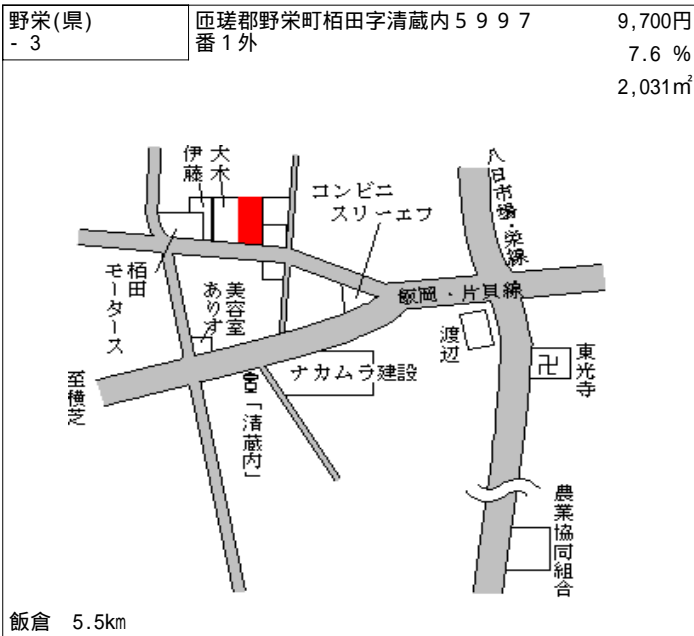 野栄(県)
- 3
匝瑳郡野栄町栢田字清蔵内５９９７
番１外
9,700円
7.6 %
2,031㎡
伊藤
大木
コンビニ
スリーエフ
八日市場・栄線
飯岡・片貝線
栢田
モータース
美容室
ありす
渡辺
卍
東光寺
ナカムラ建設
至横芝
「清蔵内」
農業協同組合
飯倉 5.5km